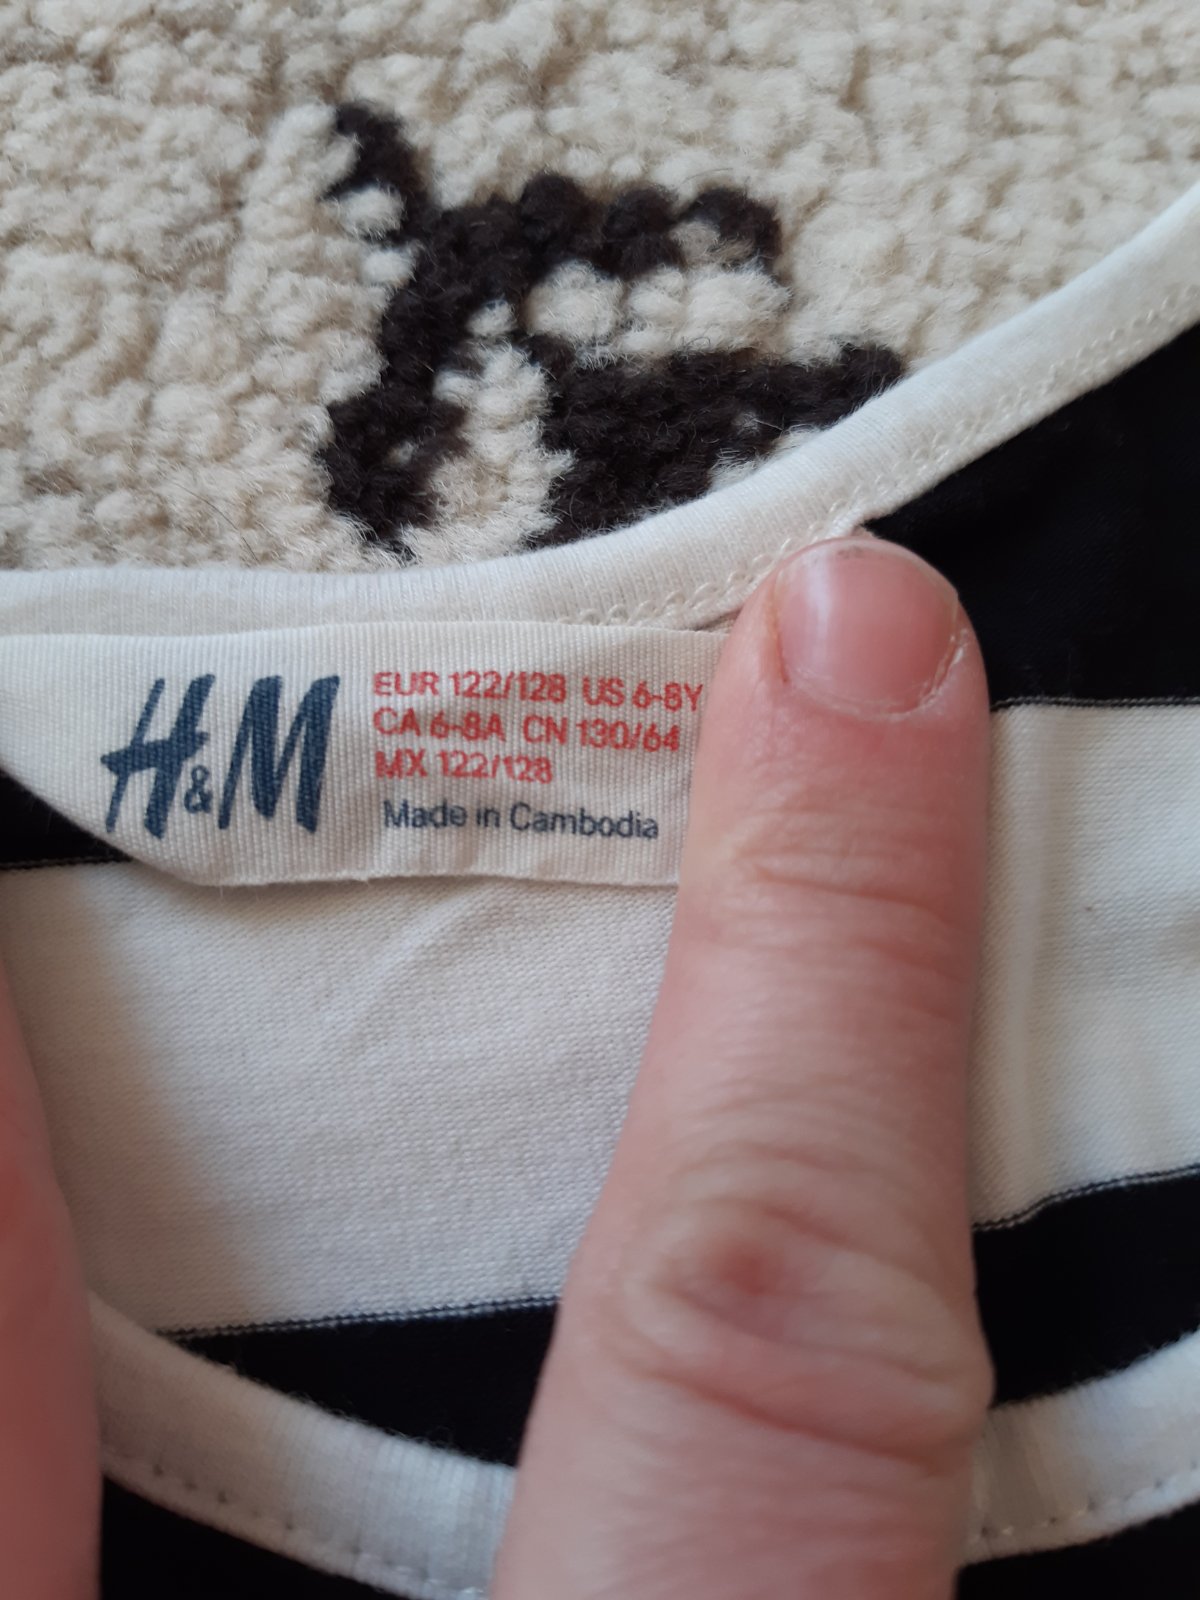 H&M
EUR 122/128 US 6-8Y
CA 6-8A CN 130/64
MX 122/128
Made in Cambodia